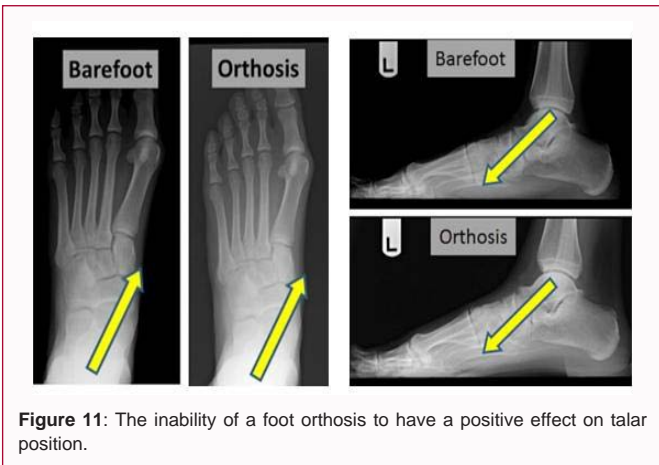 Barefoot
Orthosis
L
Barefoot
L
Orthosis
Figure 11: The inability of a foot orthosis to have a positive effect on talar
position.